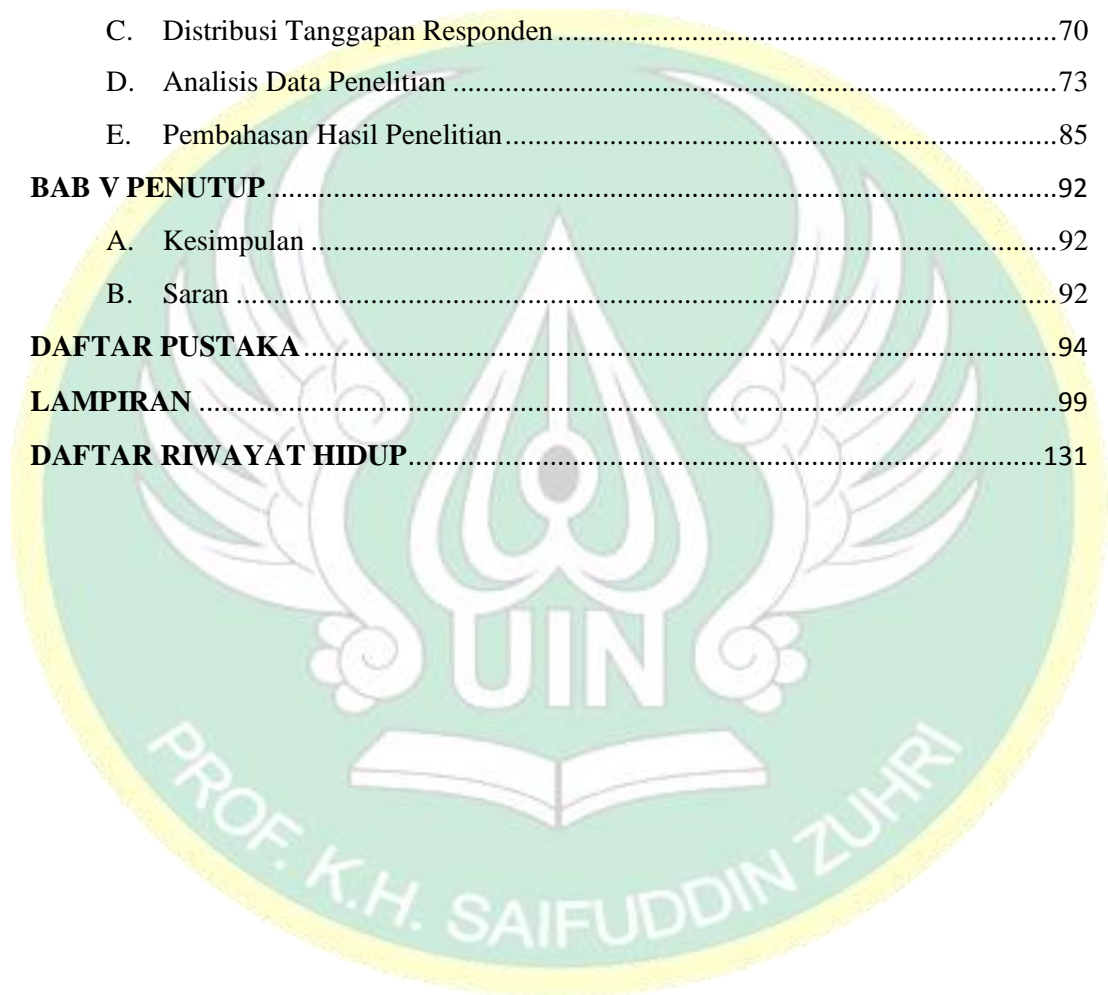 C. Distribusi Tanggapan Responden ........................................................................ 70
D. Analisis Data Penelitian ........................................................................ 73
E. Pembahasan Hasil Penelitian ........................................................................ 85
BAB V PENUTUP ........................................................................ 92
A. Kesimpulan ........................................................................ 92
B. Saran ........................................................................ 92
DAFTAR PUSTAKA ........................................................................ 94
LAMPIRAN ........................................................................ 99
DAFTAR RIWAYAT HIDUP ........................................................................ 131
UIN
PROF. K.H. SAIFUDDIN ZUHRI